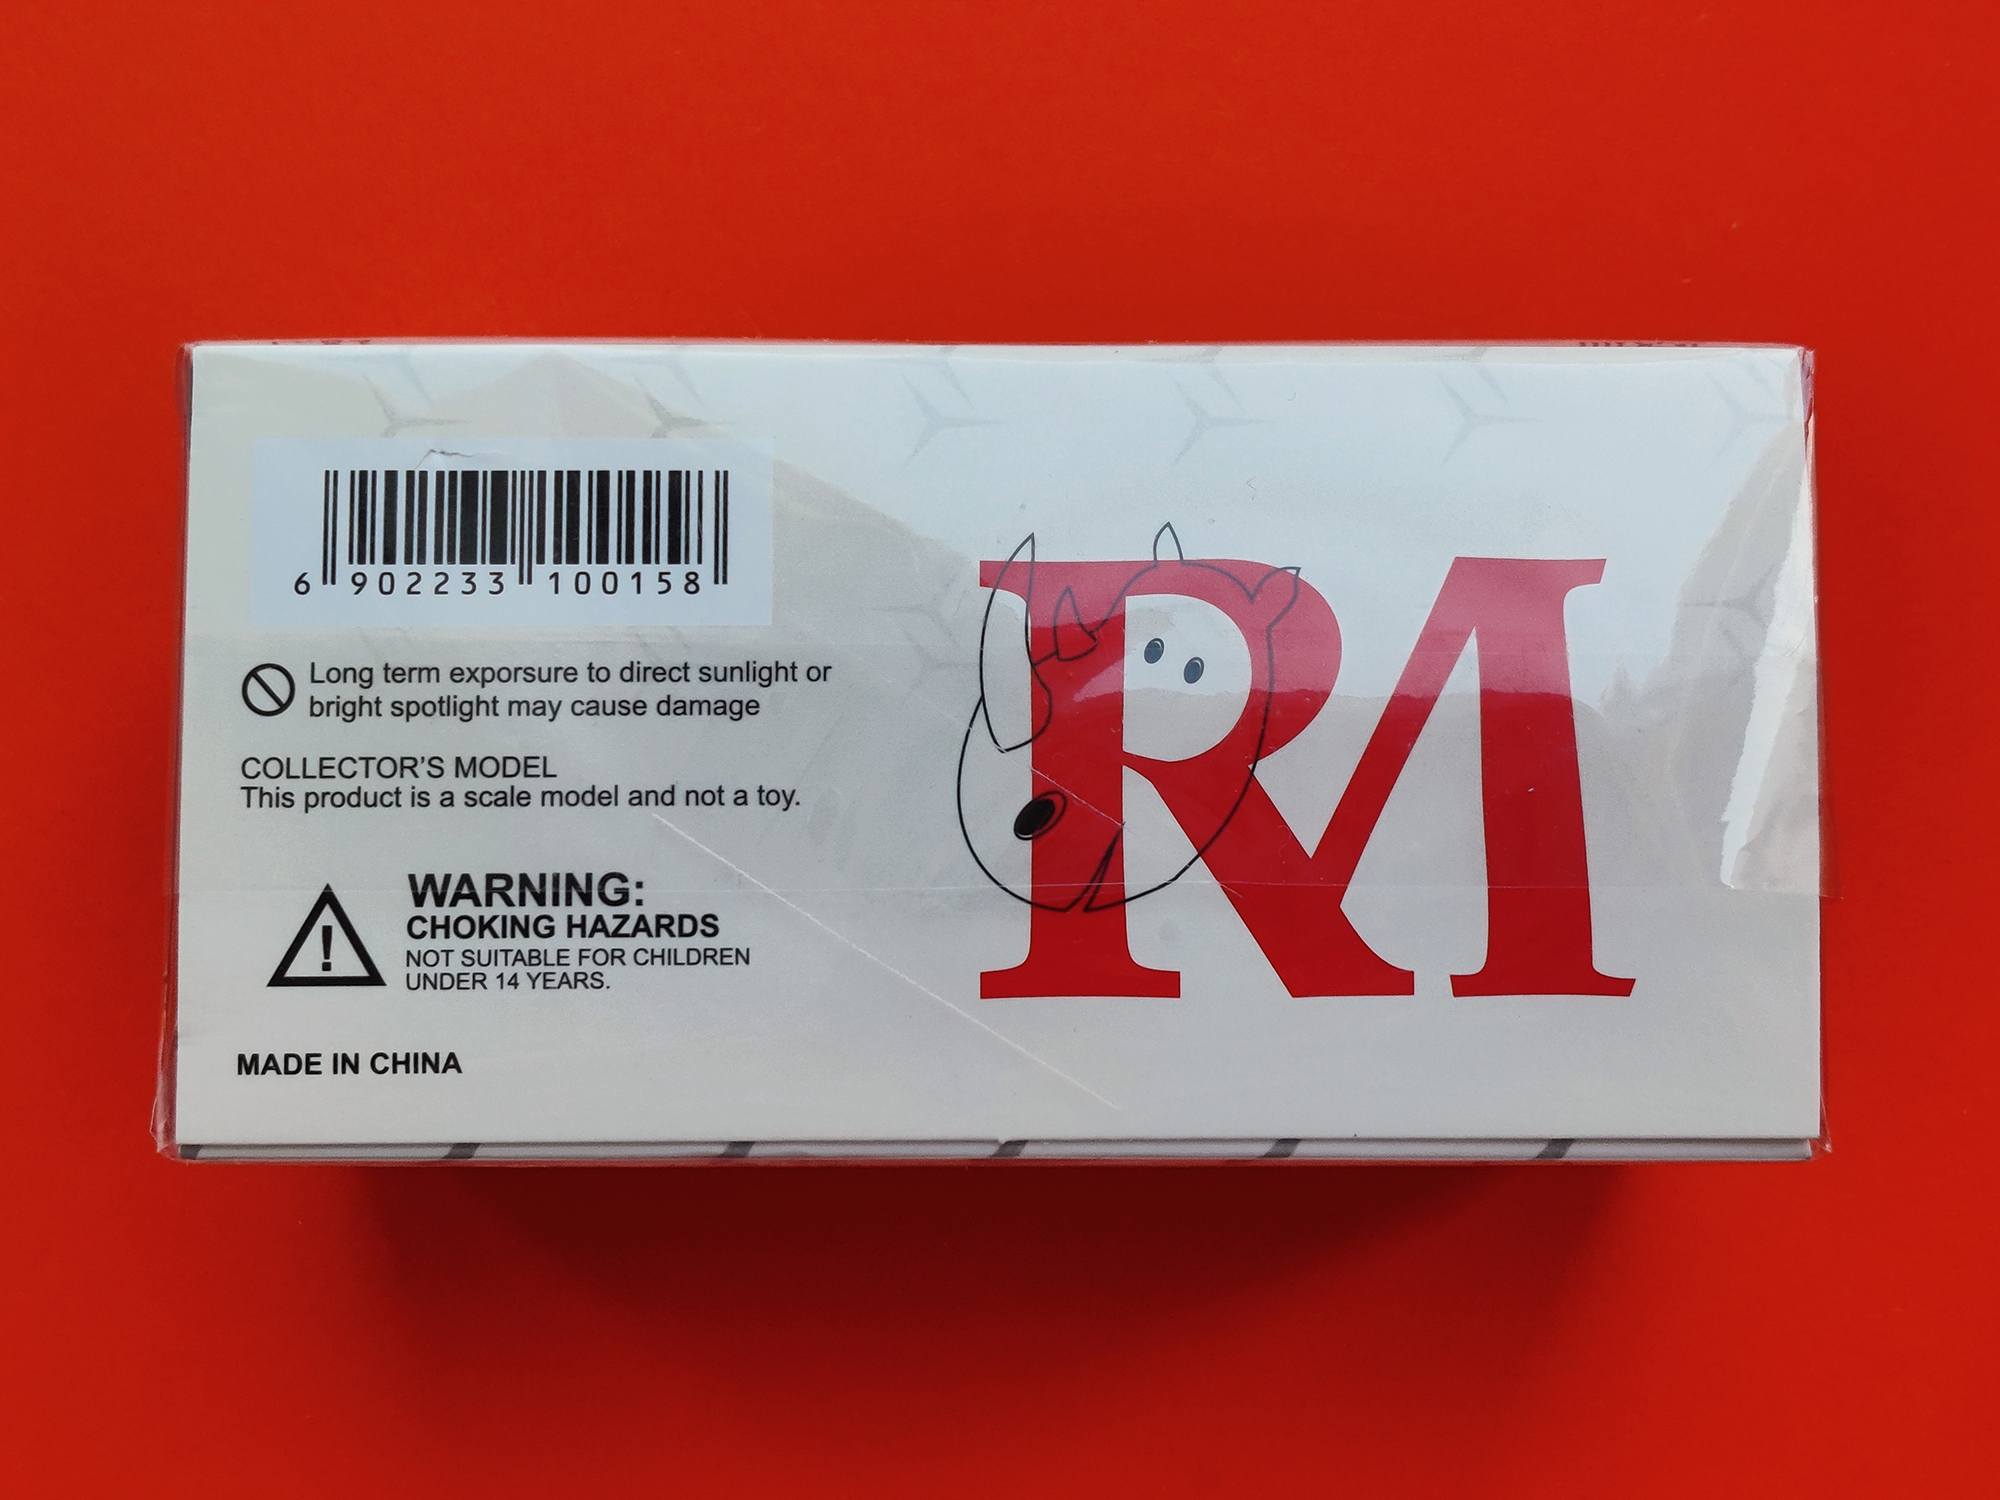 6 902233 100158
Long term exporsure to direct sunlight or
bright spotlight may cause damage
COLLECTOR'S MODEL
This product is a scale model and not a toy.
WARNING:
CHOKING HAZARDS
NOT SUITABLE FOR CHILDREN
UNDER 14 YEARS.
MADE IN CHINA
RM